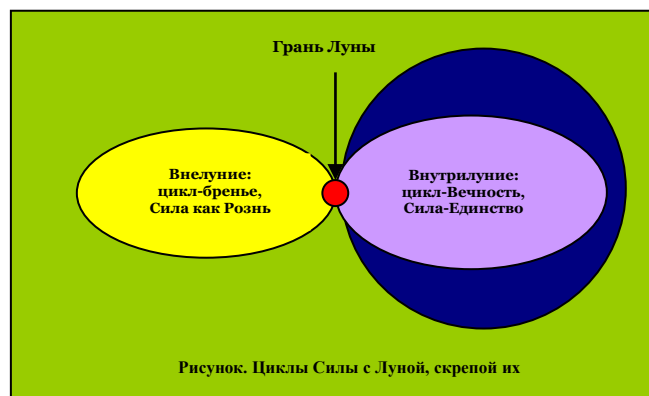 Грань Луны
Внелуние:
цикл-бренье,
Сила как Рознь
Внутрилуние:
цикл-Вечность,
Сила-Единство
Рисунок. Циклы Силы с Луной, скрепой их